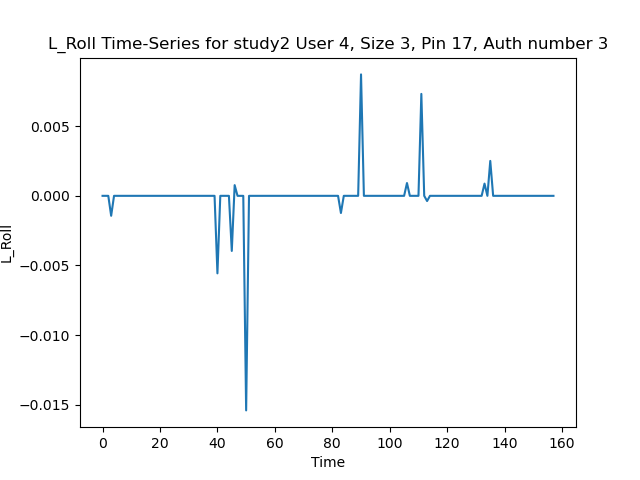 L_Roll Time-Series for study2 User 4, Size 3, Pin 17, Auth number 3
0.005
0.000
−0.005
−0.010
−0.015
L_Roll
0 20 40 60 80 100 120 140 160
Time